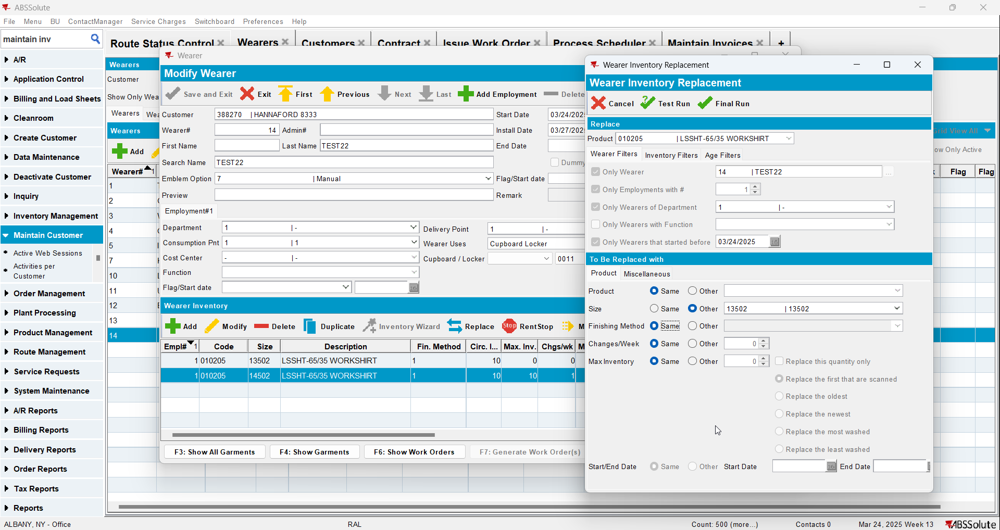 ABSSolute
File Menu BU ContactManager Service Charges Switchboard Preferences Help
maintain inv
Route Status Control Wearers Customers Contract Issue Work Order Process Scheduler Maintain Invoices +
A/R
Application Control
Billing and Load Sheets
Cleanroom
Create Customer
Data Maintenance
Deactivate Customer
Inquiry
Inventory Management
Maintain Customer
Active Web Sessions
Activities per
Customer
Order Management
Plant Processing
Product Management
Route Management
Service Requests
System Maintenance
A/R Reports
Billing Reports
Delivery Reports
Order Reports
Tax Reports
Reports
Wearers
Customer
Show Only Wea
Wearers Wea
Wearers
Add
Wearer# 1
1
2
3
4
5
7
10
11
12
13
14
Wearer
Modify Wearer
Save and Exit Exit First Previous Next Last Add Employment Delete
Customer 388270 | HANNAFORD 8333 Start Date 03/24/202
Wearer# 14 Admin# Install Date 03/27/202
First Name Last Name TEST22 End Date
Search Name TEST22 Dummy
Emblem Option 7 | Manual Flag/Start date
Preview Remark
Employment#1
Department 1 | - Delivery Point 1 | -
Consumption Pnt 1 | 1 Wearer Uses Cupboard Locker
Cost Center - | - Cupboard / Locker 0011
Function
Flag/Start date 16
Wearer Inventory
Add Modify Delete Duplicate Inventory Wizard Replace Stop RentStop M
Empl# 1 Code Size Description Fin. Method Circ. I... Max. Inv. Chgs/wk M
1 010205 13502 LSSHT-65/35 WORKSHIRT 1 10 0 0
1 010205 14502 LSSHT-65/35 WORKSHIRT 1 10 10 1
F3: Show All Garments F4: Show Garments F6: Show Work Orders F7: Generate Work Order(s)
Wearer Inventory Replacement
Wearer Inventory Replacement
Cancel Test Run Final Run
Replace
Product 010205 | LSSHT-65/35 WORKSHIRT
Wearer Filters Inventory Filters Age Filters
Only Wearer 14 | TEST22 ...
Only Employments with # 1
Only Wearers of Department 1 | -
Only Wearers with Function
Only Wearers that started before 03/24/2025 16
To Be Replaced with
Product Miscellaneous
Product Same Other
Size Same Other 13502 | 13502
Finishing Method Same Other
Changes/Week Same Other 0
Max Inventory Same Other 0 Replace this quantity only
Replace the first that are scanned
Replace the oldest
Replace the newest
Replace the most washed
Replace the least washed
Start/End Date Same Other Start Date 16 End Date
Grid View All
ow Only Active
Flag Flag
ALBANY, NY - Office RAL Count: 500 (more...) Contacts 0 Mar 24, 2025 Week 13 ABSSolute